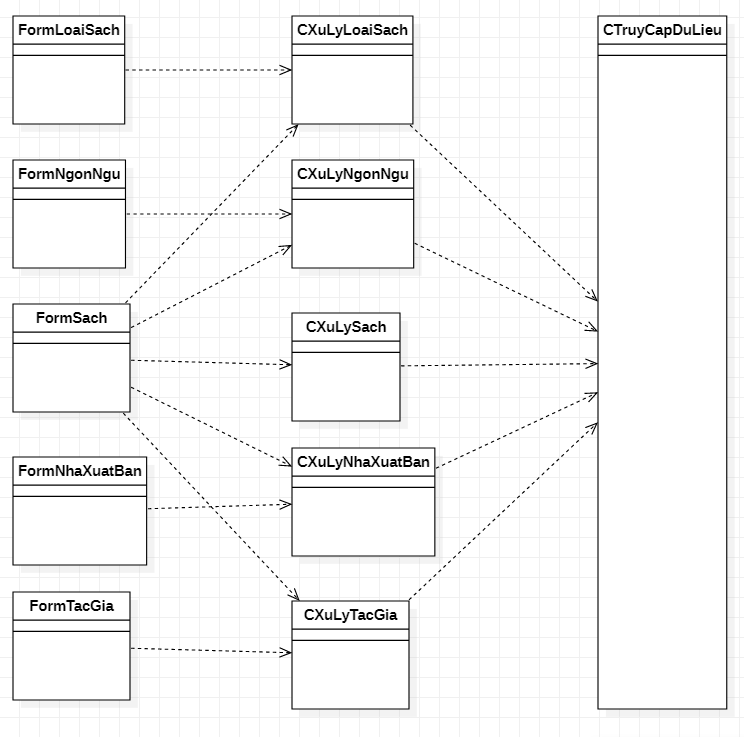 FormLoaiSach
CXuLyLoaiSach
CTruyCapDuLieu
FormNgonNgu
CXuLyNgonNgu
FormSach
CXuLySach
FormNhaXuatBan
CXuLyNhaXuatBan
FormTacGia
CXuLyTacGia